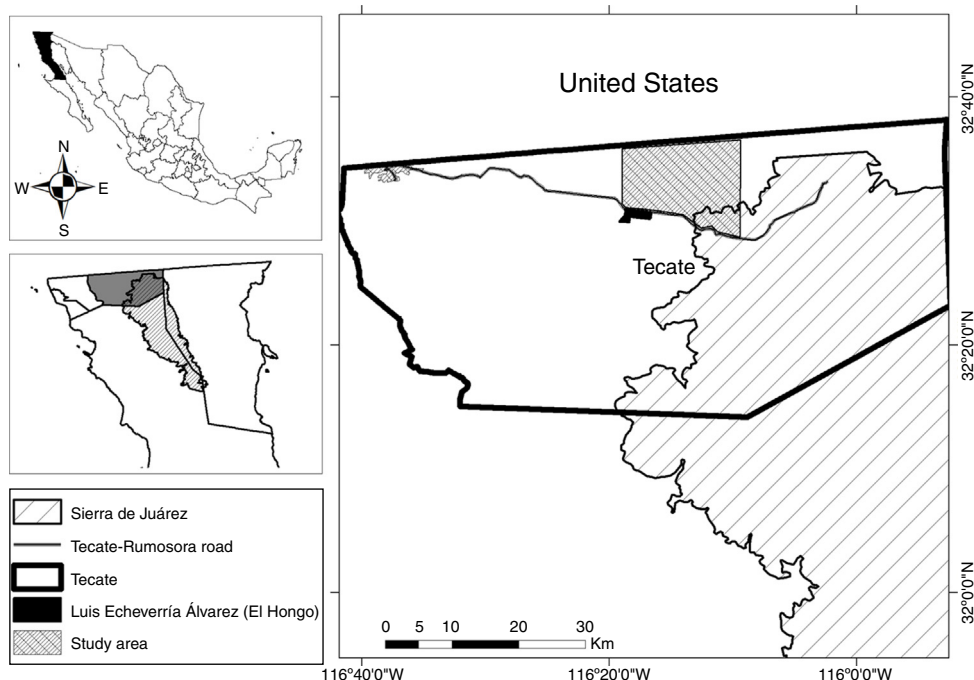 N
W E
S
United States
Tecate
32°40'0"N
32°20'0"N
32°0'0"N
Sierra de Juárez
Tecate-Rumosora road
Tecate
Luis Echeverría Álvarez (El Hongo)
Study area
0 5 10 20 30
Km
116°40'0"W 116°20'0"W 116°0'0"W